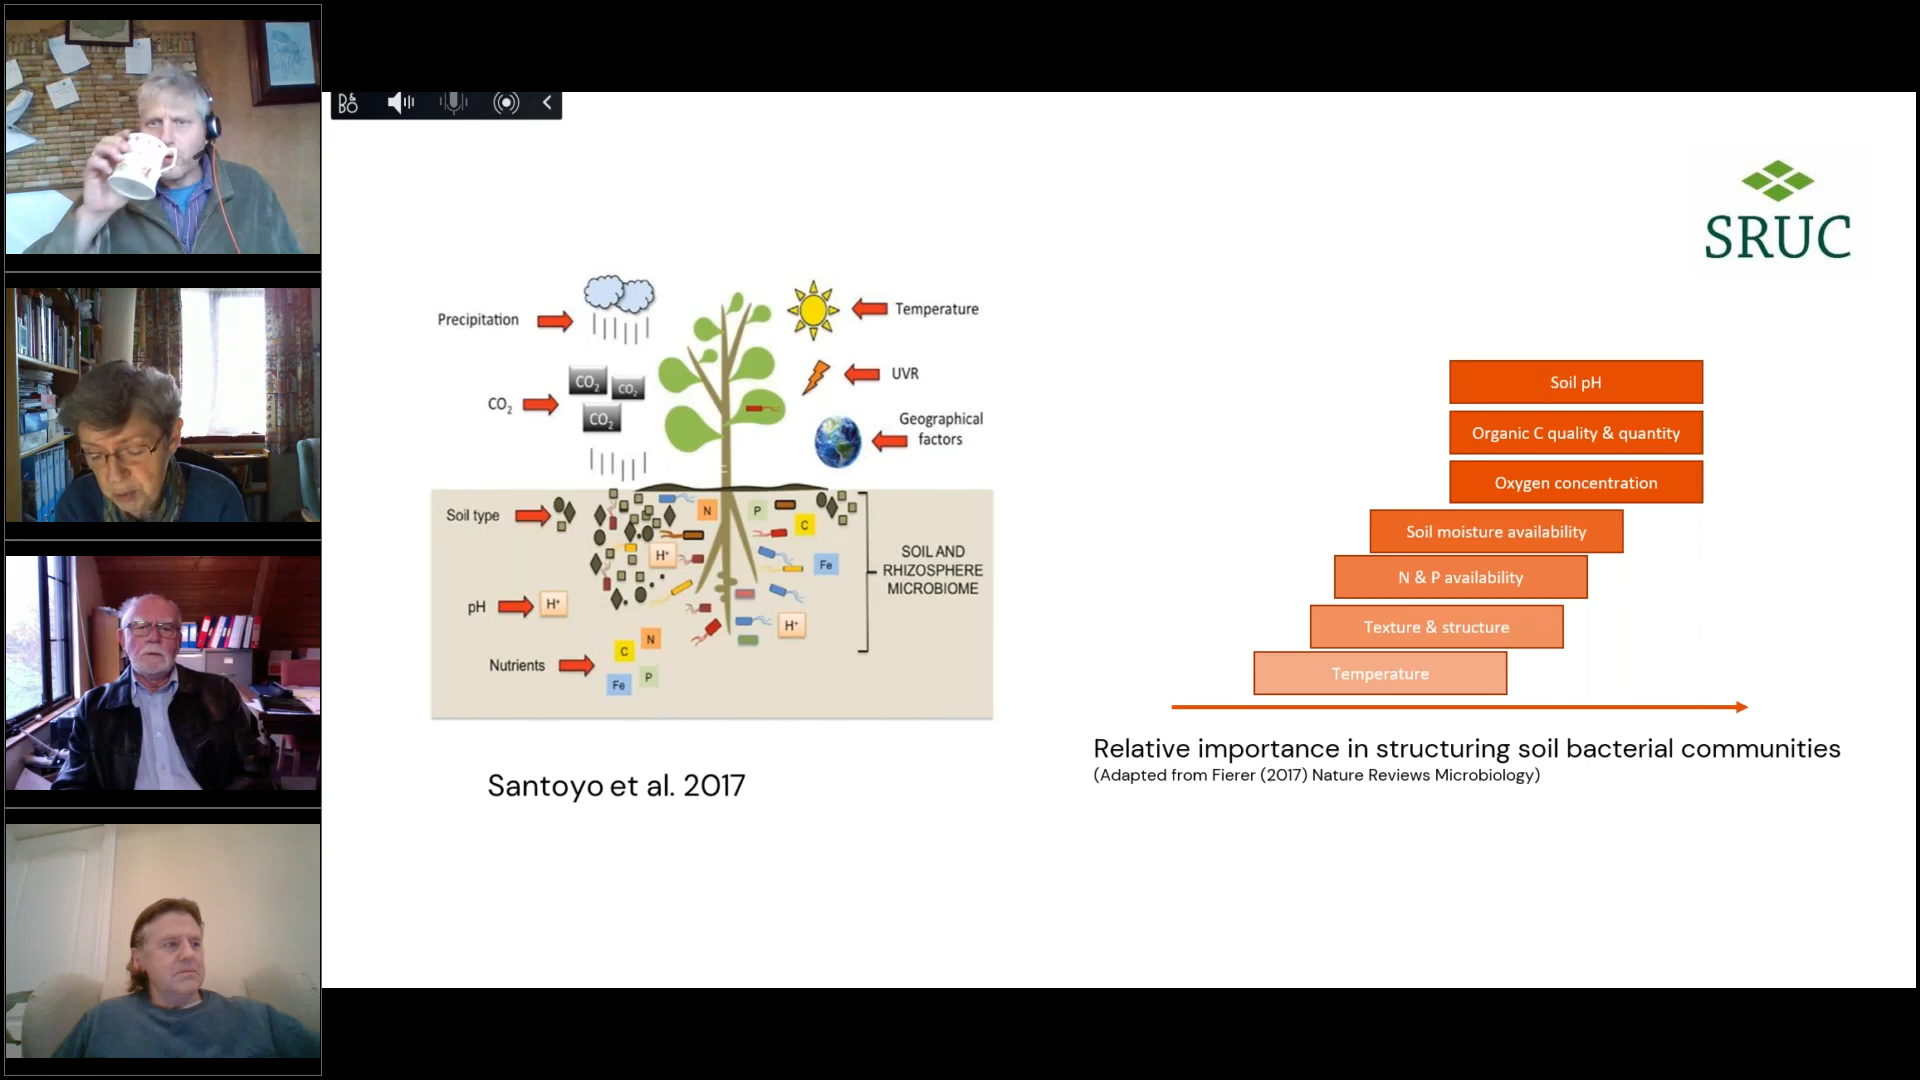 D&
BO
SRUC
Precipitation
Temperature
CO₂
CO₂
CO₂
CO₂
UVR
Geographical
factors
Soil type
N
P
C
H⁺
Fe
SOIL AND
RHIZOSPHERE
MICROBIOME
pH
H⁺
H⁺
N
C
Nutrients
P
Fe
Santoyo et al. 2017
Soil pH
Organic C quality & quantity
Oxygen concentration
Soil moisture availability
N & P availability
Texture & structure
Temperature
Relative importance in structuring soil bacterial communities
(Adapted from Fierer (2017) Nature Reviews Microbiology)